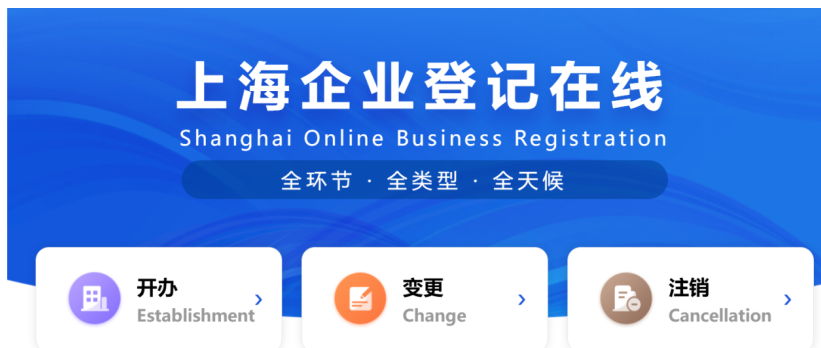 上海企业登记在线
Shanghai Online Business Registration
全环节 · 全类型 · 全天候
开办
Establishment
变更
Change
注销
Cancellation